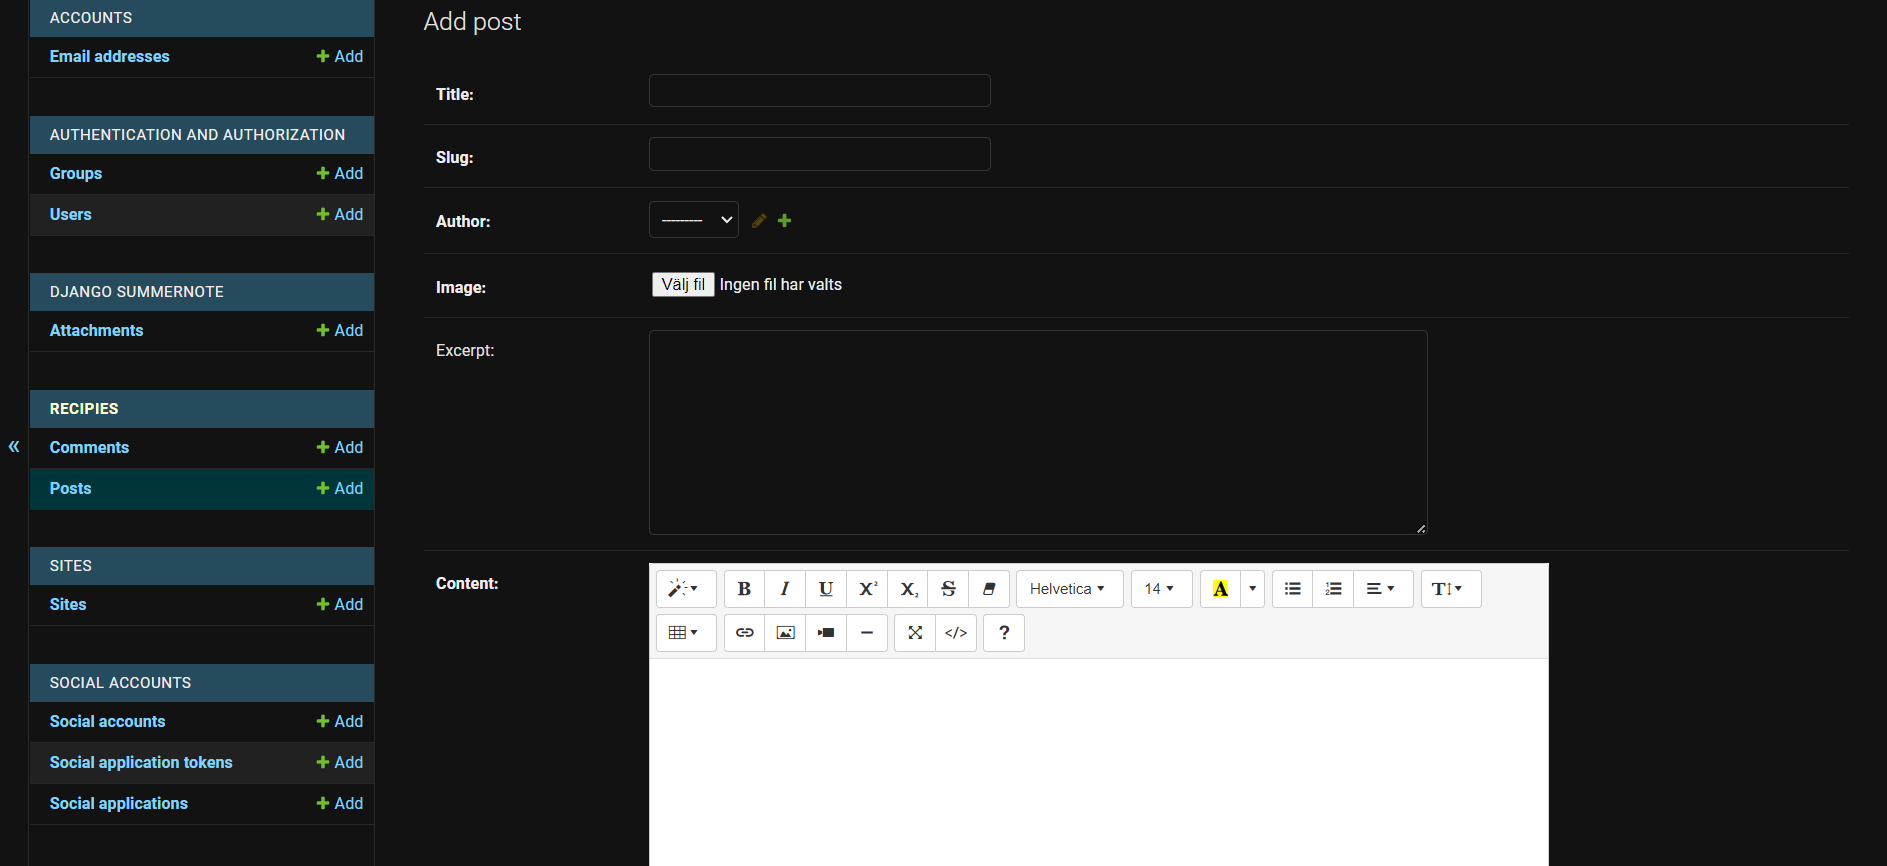 ACCOUNTS
Email addresses Add
AUTHENTICATION AND AUTHORIZATION
Groups Add
Users Add
DJANGO SUMMERNOTE
Attachments Add
RECIPIES
Comments Add
Posts Add
SITES
Sites Add
SOCIAL ACCOUNTS
Social accounts Add
Social application tokens Add
Social applications Add
«
Add post
Title:
Slug:
Author: ---------
Image: Välj fil Ingen fil har valts
Excerpt:
Content:
B I U X² X₂ S Helvetica 14 A T
</> ?